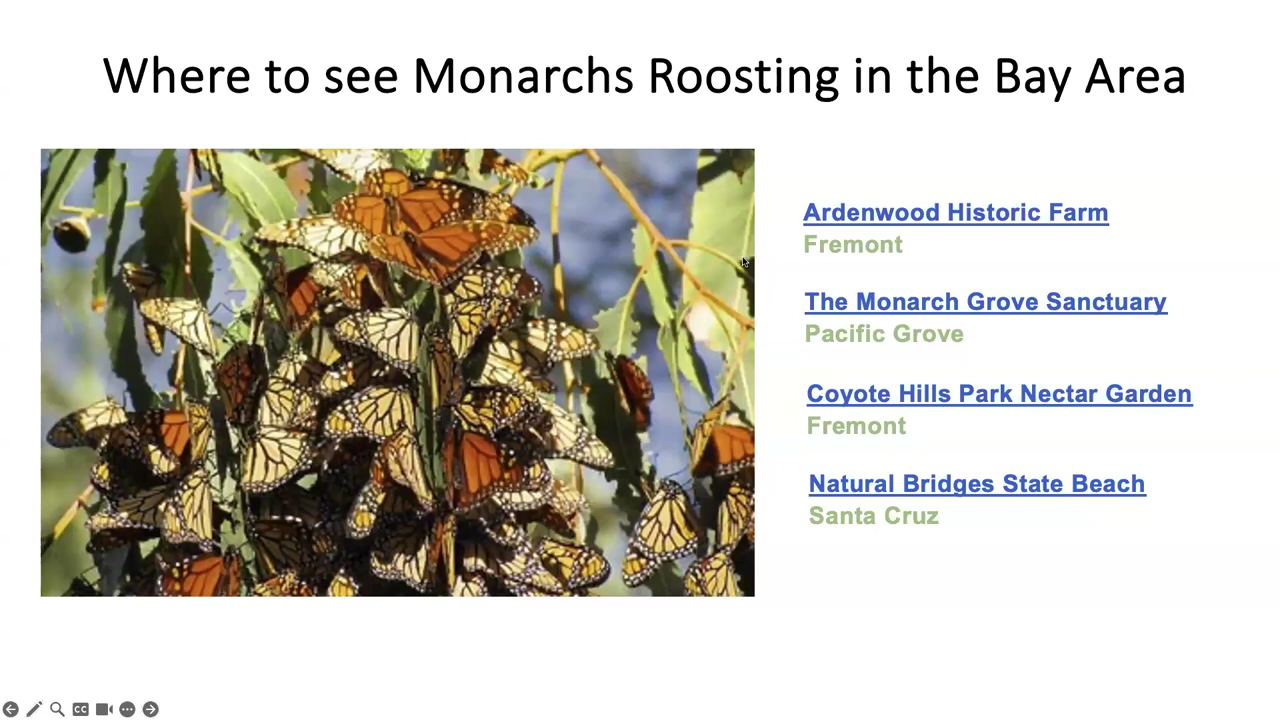 Where to see Monarchs Roosting in the Bay Area
Ardenwood Historic Farm
Fremont
The Monarch Grove Sanctuary
Pacific Grove
Coyote Hills Park Nectar Garden
Fremont
Natural Bridges State Beach
Santa Cruz
CC